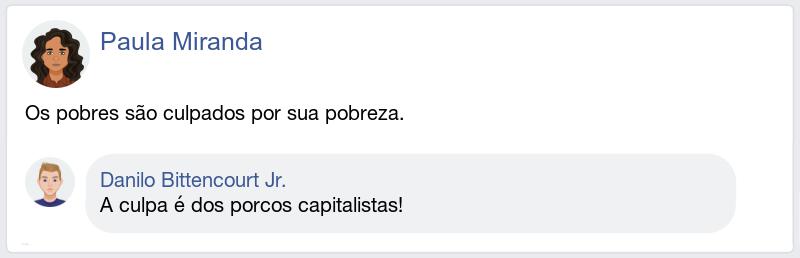 Paula Miranda
Os pobres são culpados por sua pobreza.
Danilo Bittencourt Jr.
A culpa é dos porcos capitalistas!